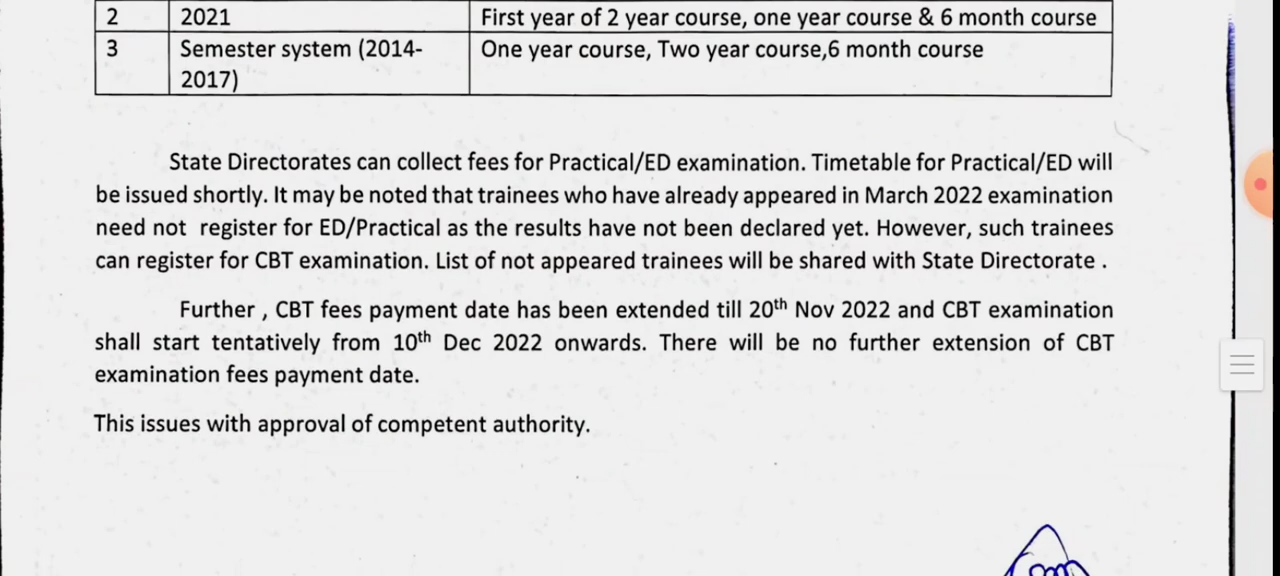 2 2021 First year of 2 year course, one year course & 6 month course
3 Semester system (2014- One year course, Two year course,6 month course
2017)
State Directorates can collect fees for Practical/ED examination. Timetable for Practical/ED will
be issued shortly. It may be noted that trainees who have already appeared in March 2022 examination
need not register for ED/Practical as the results have not been declared yet. However, such trainees
can register for CBT examination. List of not appeared trainees will be shared with State Directorate .
Further , CBT fees payment date has been extended till 20th Nov 2022 and CBT examination
shall start tentatively from 10th Dec 2022 onwards. There will be no further extension of CBT
examination fees payment date.
This issues with approval of competent authority.